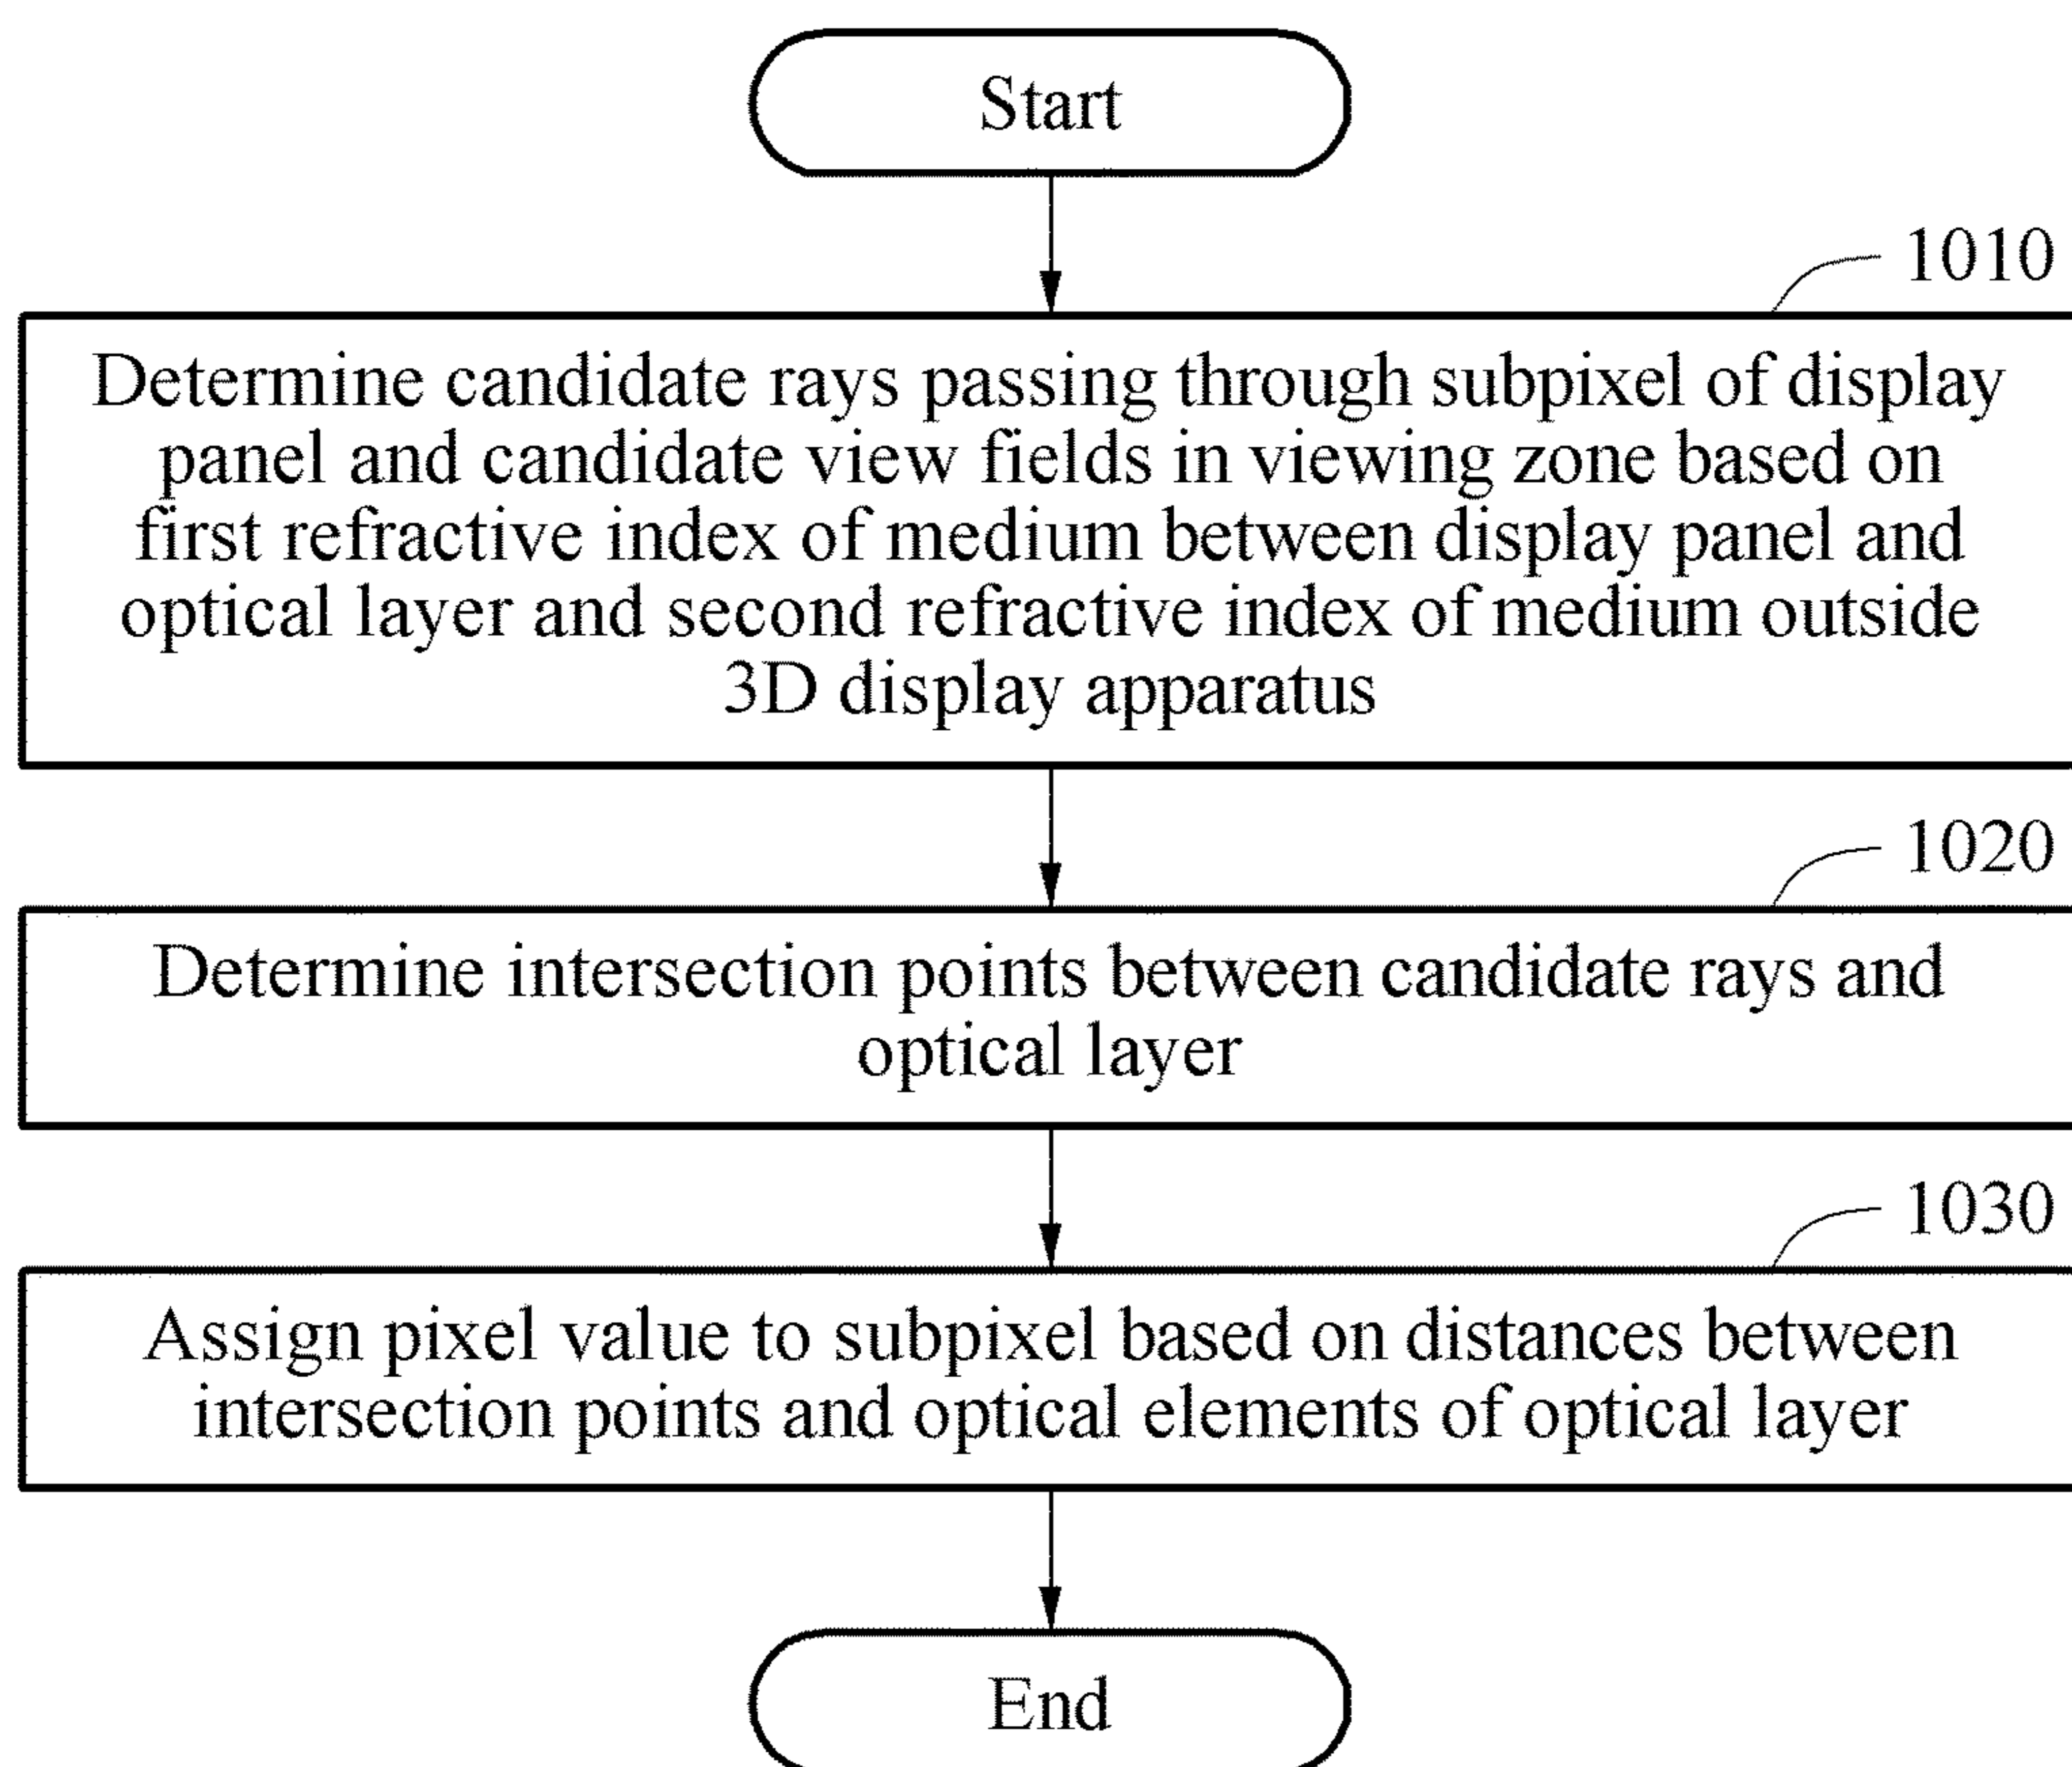 Start
1010
Determine candidate rays passing through subpixel of display
panel and candidate view fields in viewing zone based on
first refractive index of medium between display panel and
optical layer and second refractive index of medium outside
3D display apparatus
1020
Determine intersection points between candidate rays and
optical layer
1030
Assign pixel value to subpixel based on distances between
intersection points and optical elements of optical layer
End